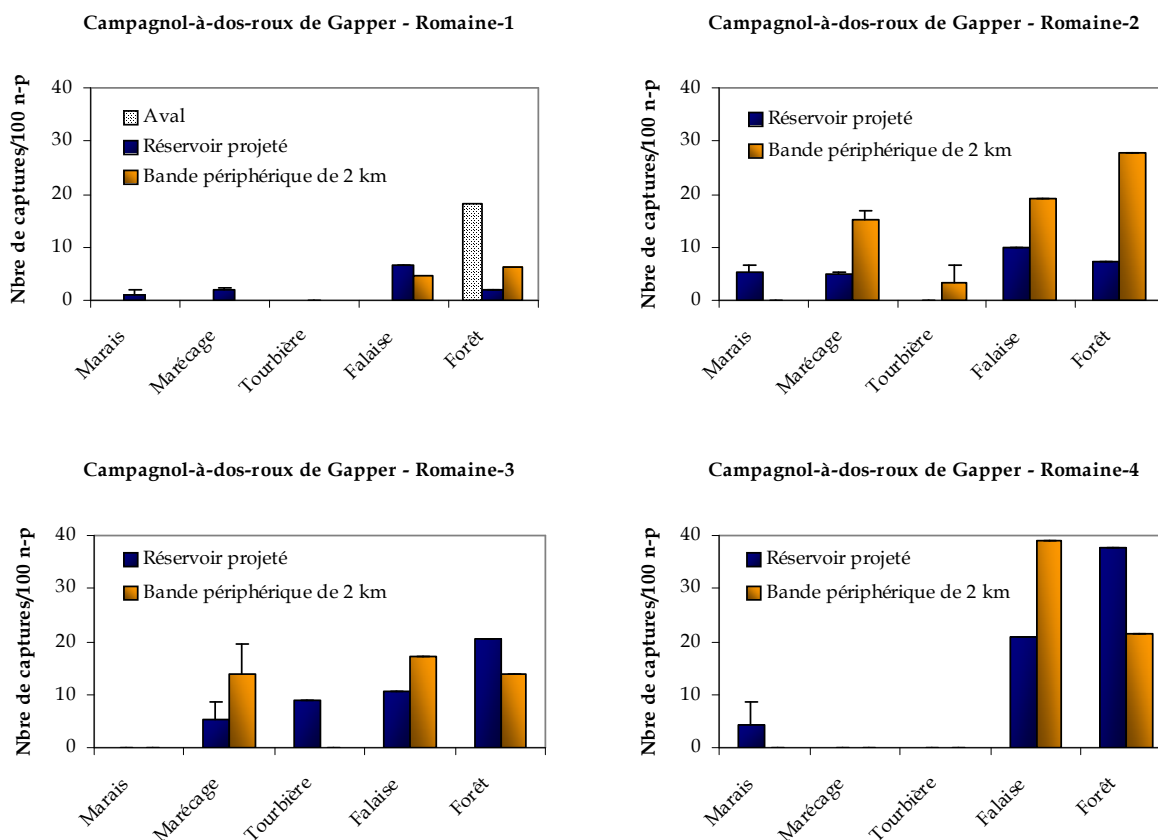 Campagnol-à-dos-roux de Gapper - Romaine-1
Nbre de captures/100 n-p
40
30
20
10
0
Aval
Réservoir projeté
Bande périphérique de 2 km
Marais
Marécage
Tourbière
Falaise
Forêt
Campagnol-à-dos-roux de Gapper - Romaine-2
Nbre de captures/100 n-p
40
30
20
10
0
Réservoir projeté
Bande périphérique de 2 km
Marais
Marécage
Tourbière
Falaise
Forêt
Campagnol-à-dos-roux de Gapper - Romaine-3
Nbre de captures/100 n-p
40
30
20
10
0
Réservoir projeté
Bande périphérique de 2 km
Marais
Marécage
Tourbière
Falaise
Forêt
Campagnol-à-dos-roux de Gapper - Romaine-4
Nbre de captures/100 n-p
40
30
20
10
0
Réservoir projeté
Bande périphérique de 2 km
Marais
Marécage
Tourbière
Falaise
Forêt